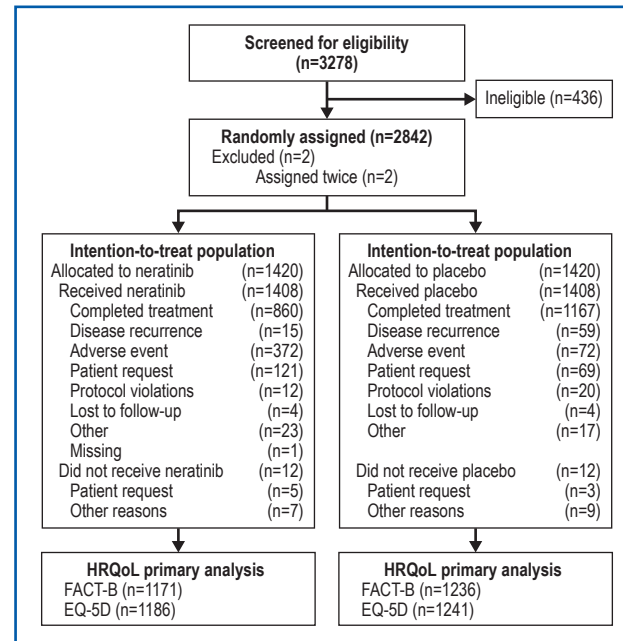 Screened for eligibility
(n=3278)
Ineligible (n=436)
Randomly assigned (n=2842)
Excluded (n=2)
Assigned twice (n=2)
Intention-to-treat population
Allocated to neratinib (n=1420)
Received neratinib (n=1408)
Completed treatment (n=860)
Disease recurrence (n=15)
Adverse event (n=372)
Patient request (n=121)
Protocol violations (n=12)
Lost to follow-up (n=4)
Other (n=23)
Missing (n=1)
Did not receive neratinib (n=12)
Patient request (n=5)
Other reasons (n=7)
Intention-to-treat population
Allocated to placebo (n=1420)
Received placebo (n=1408)
Completed treatment (n=1167)
Disease recurrence (n=59)
Adverse event (n=72)
Patient request (n=69)
Protocol violations (n=20)
Lost to follow-up (n=4)
Other (n=17)
Did not receive placebo (n=12)
Patient request (n=3)
Other reasons (n=9)
HRQoL primary analysis
FACT-B (n=1171)
EQ-5D (n=1186)
HRQoL primary analysis
FACT-B (n=1236)
EQ-5D (n=1241)